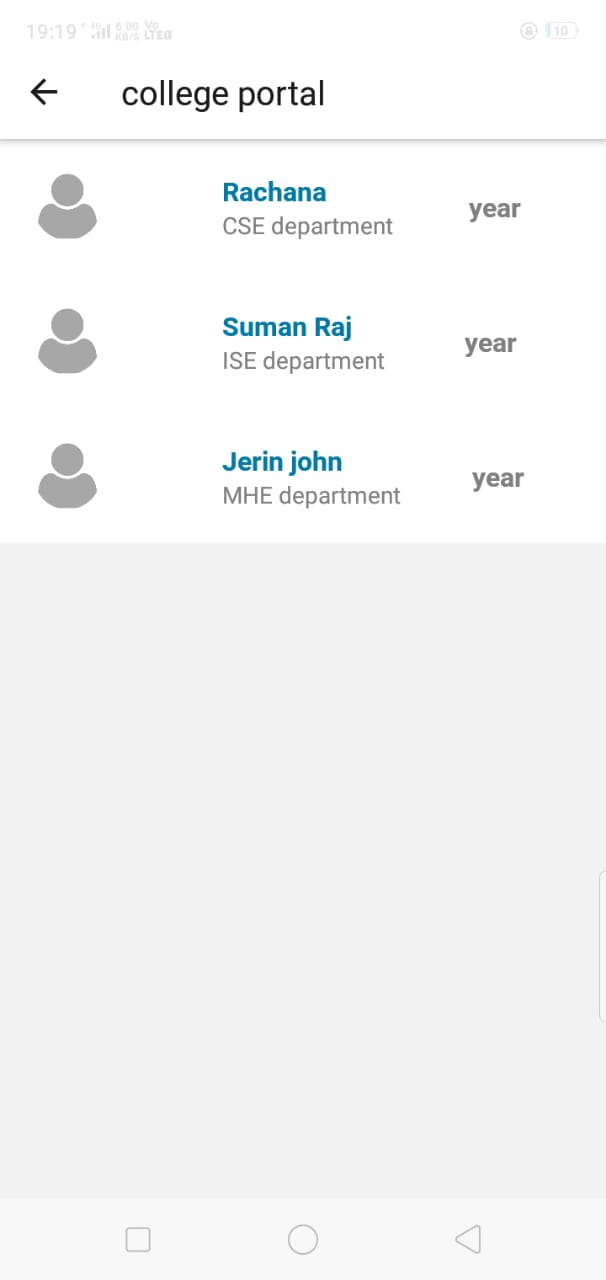 19:19 4G 6.00 KB/S Vo LTE 10
college portal
Rachana
CSE department
year
Suman Raj
ISE department
year
Jerin john
MHE department
year